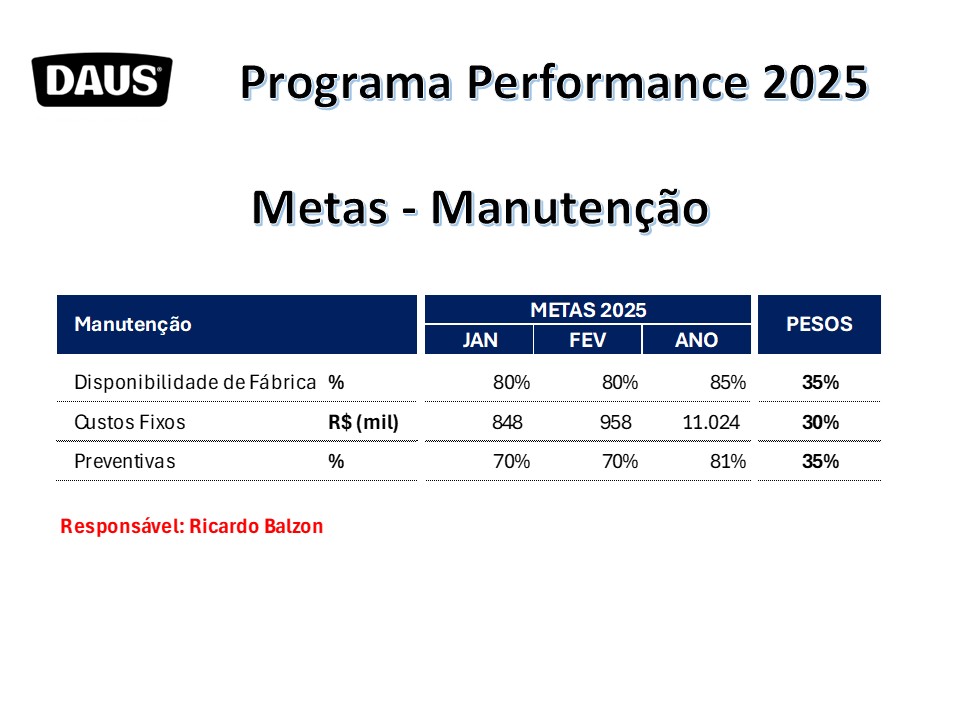 DAUS®
Programa Performance 2025
Metas - Manutenção
Manutenção METAS 2025 PESOS
JAN FEV ANO
Disponibilidade de Fábrica % 80% 80% 85% 35%
Custos Fixos R$ (mil) 848 958 11.024 30%
Preventivas % 70% 70% 81% 35%
Responsável: Ricardo Balzon